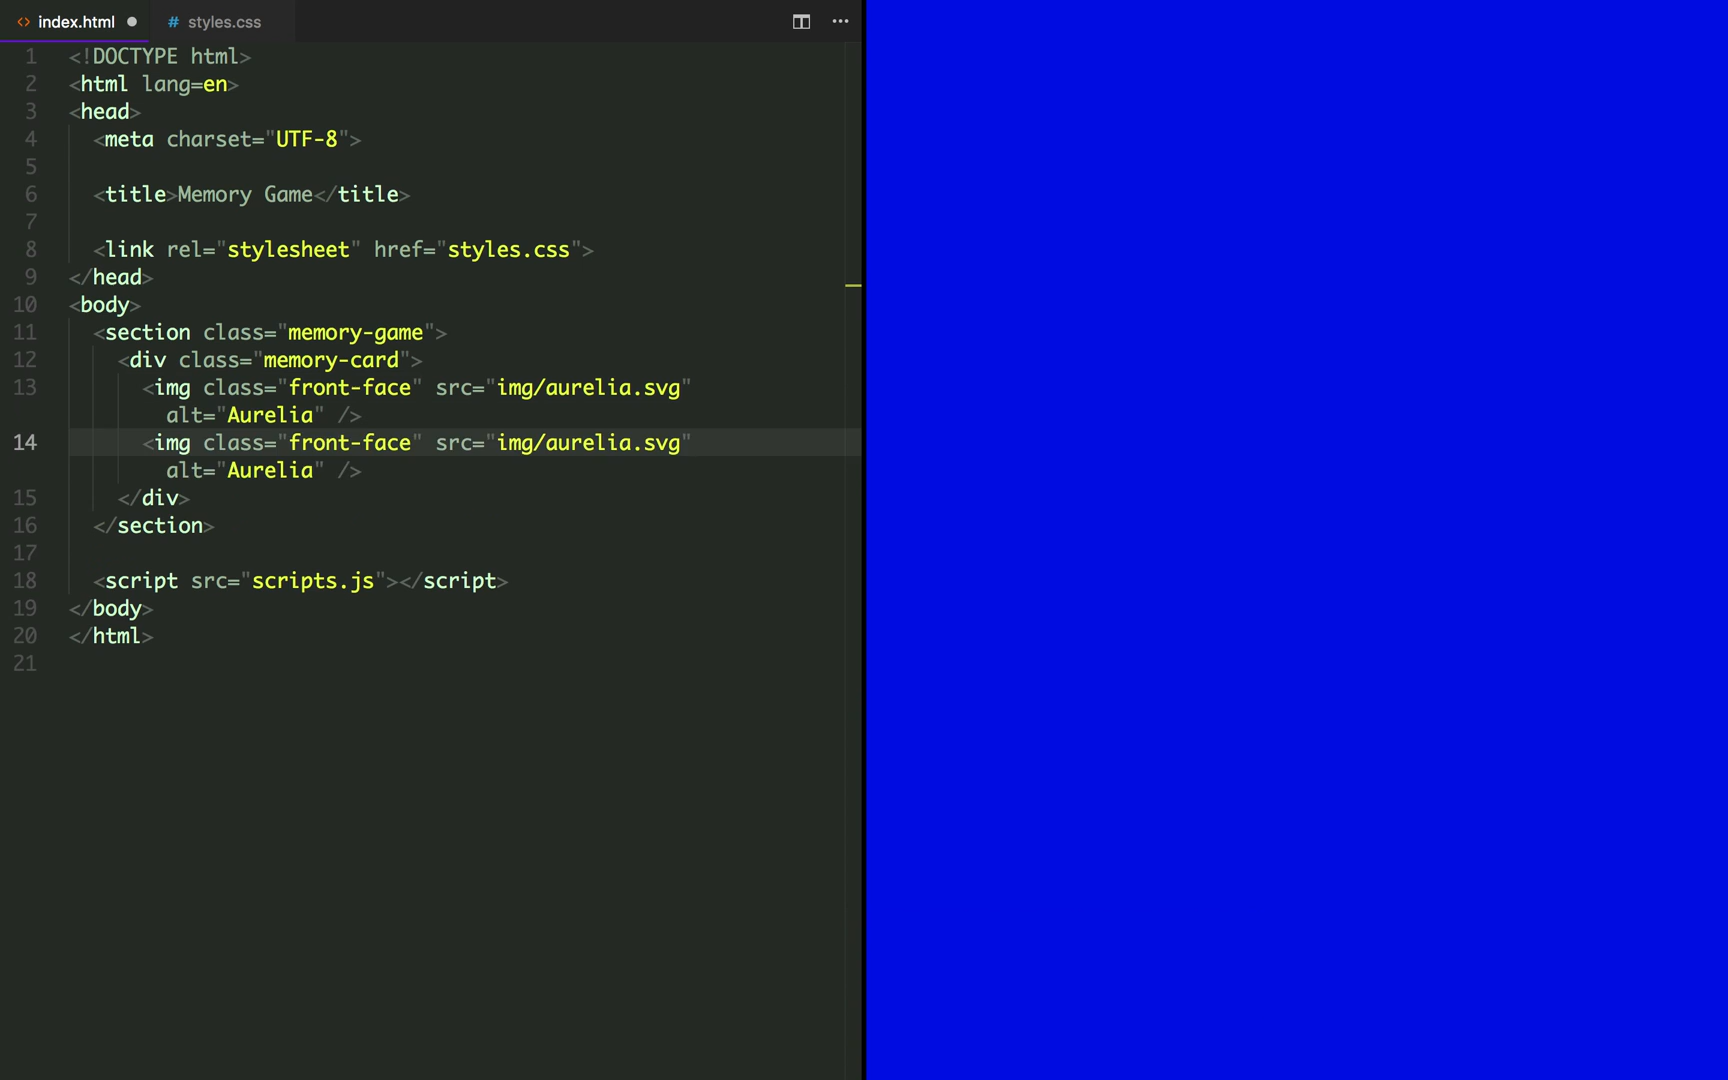 index.html
# styles.css
1 <!DOCTYPE html>
2 <html lang=en>
3 <head>
4 <meta charset="UTF-8">
5
6 <title>Memory Game</title>
7
8 <link rel="stylesheet" href="styles.css">
9 </head>
10 <body>
11 <section class="memory-game">
12 <div class="memory-card">
13 <img class="front-face" src="img/aurelia.svg"
alt="Aurelia" />
14 <img class="front-face" src="img/aurelia.svg"
alt="Aurelia" />
15 </div>
16 </section>
17
18 <script src="scripts.js"></script>
19 </body>
20 </html>
21